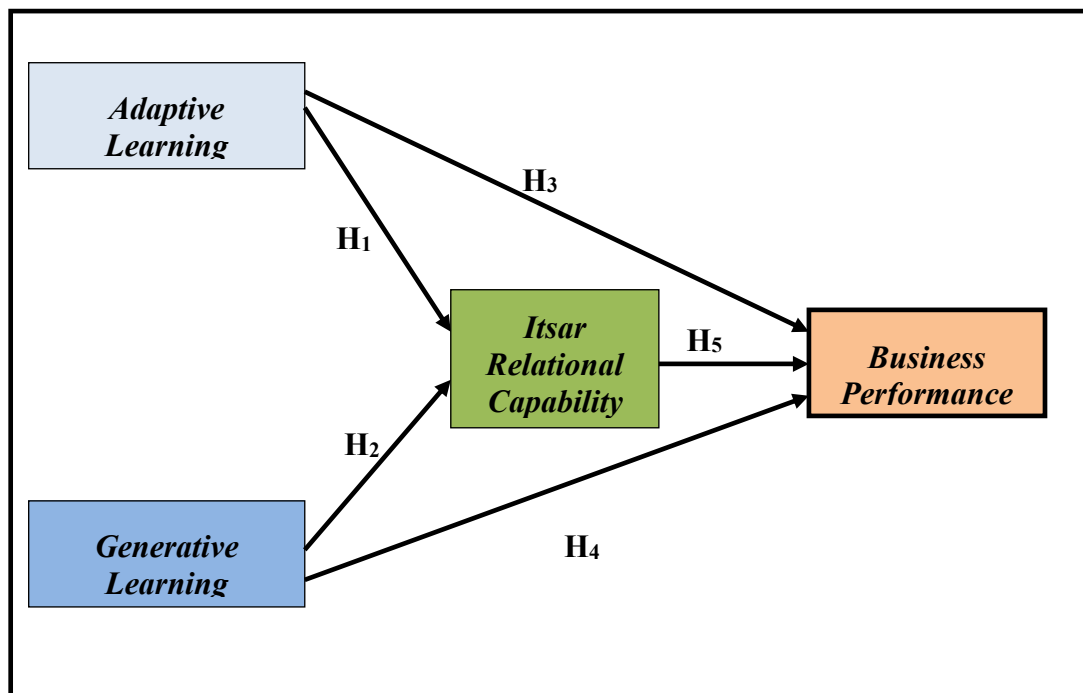 Adaptive
Learning
H3
H1
Itsar
Relational
Capability
H5
Business
Performance
H2
Generative
Learning
H4